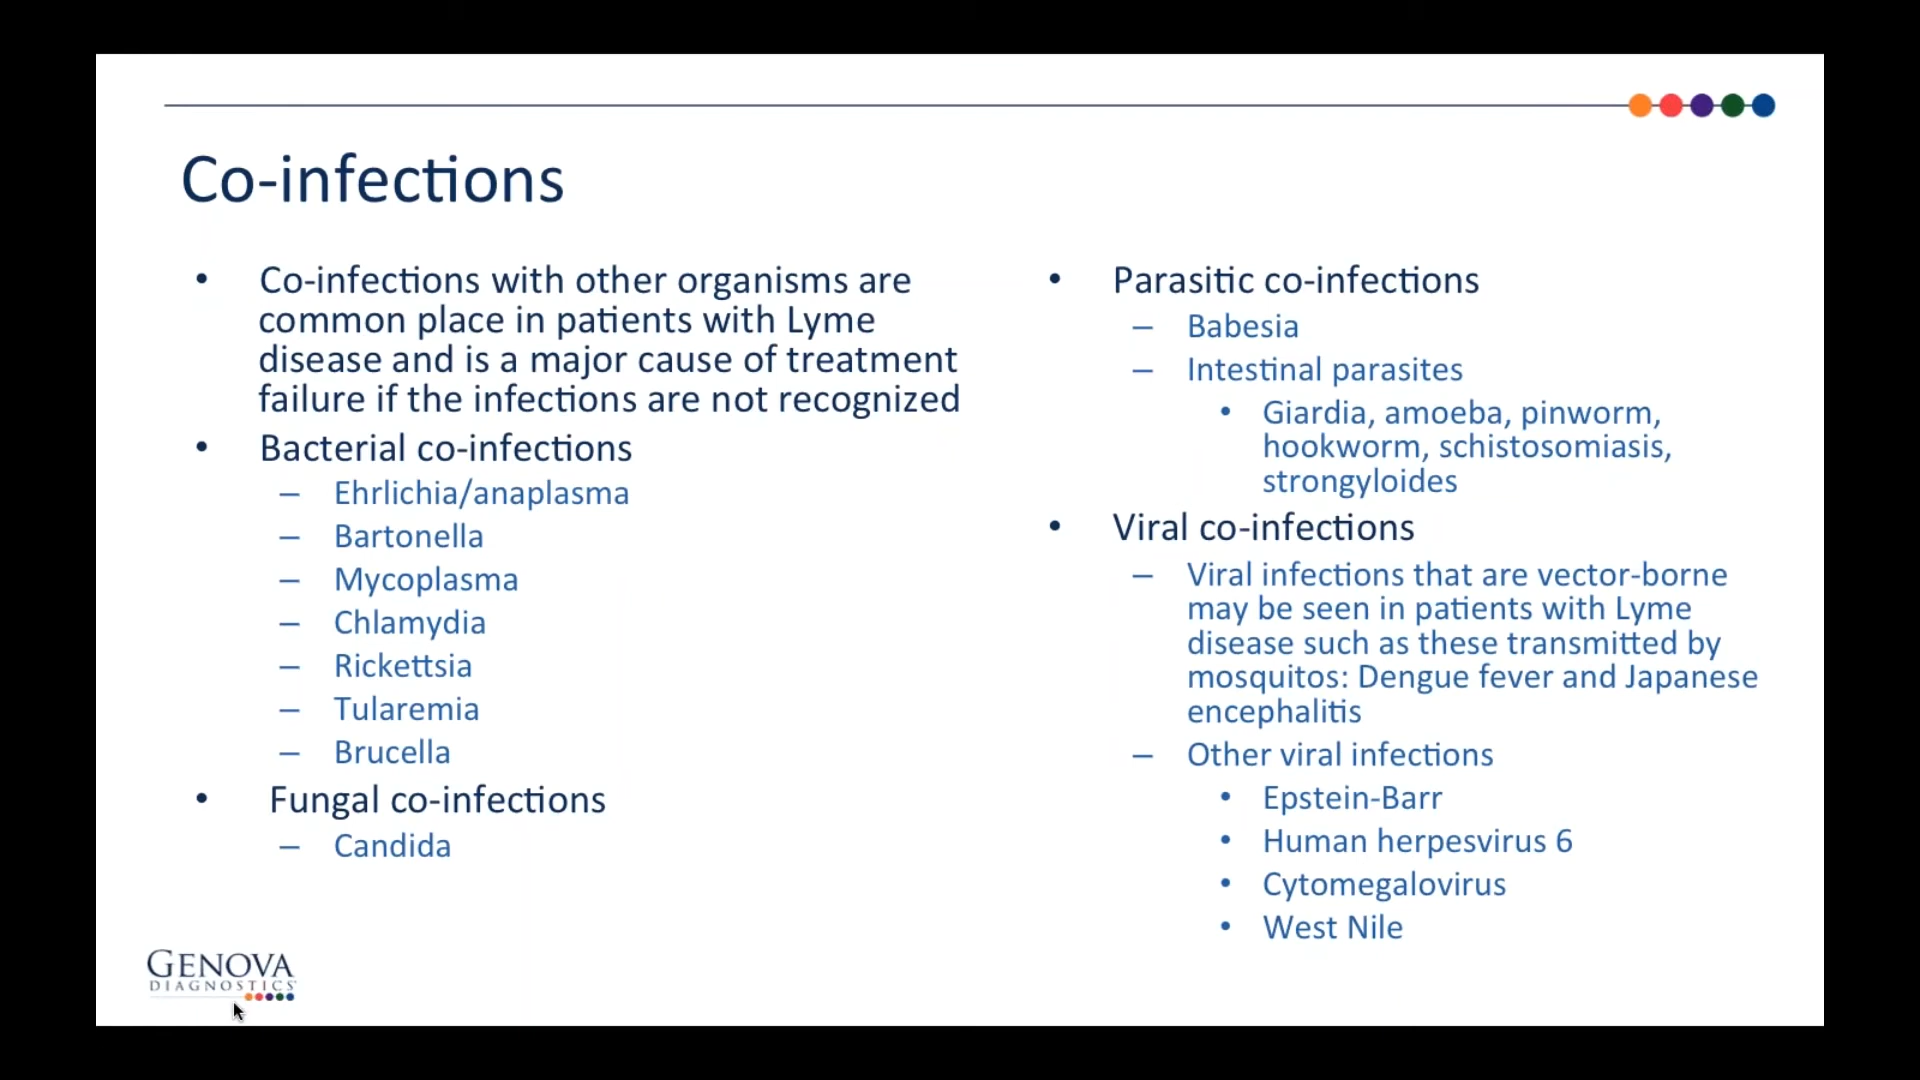 Co-infections
• Co-infections with other organisms are
common place in patients with Lyme
disease and is a major cause of treatment
failure if the infections are not recognized
• Bacterial co-infections
– Ehrlichia/anaplasma
– Bartonella
– Mycoplasma
– Chlamydia
– Rickettsia
– Tularemia
– Brucella
• Fungal co-infections
– Candida
• Parasitic co-infections
– Babesia
– Intestinal parasites
• Giardia, amoeba, pinworm,
hookworm, schistosomiasis,
strongyloides
• Viral co-infections
– Viral infections that are vector-borne
may be seen in patients with Lyme
disease such as these transmitted by
mosquitos: Dengue fever and Japanese
encephalitis
– Other viral infections
• Epstein-Barr
• Human herpesvirus 6
• Cytomegalovirus
• West Nile
GENOVA
DIAGNOSTICS